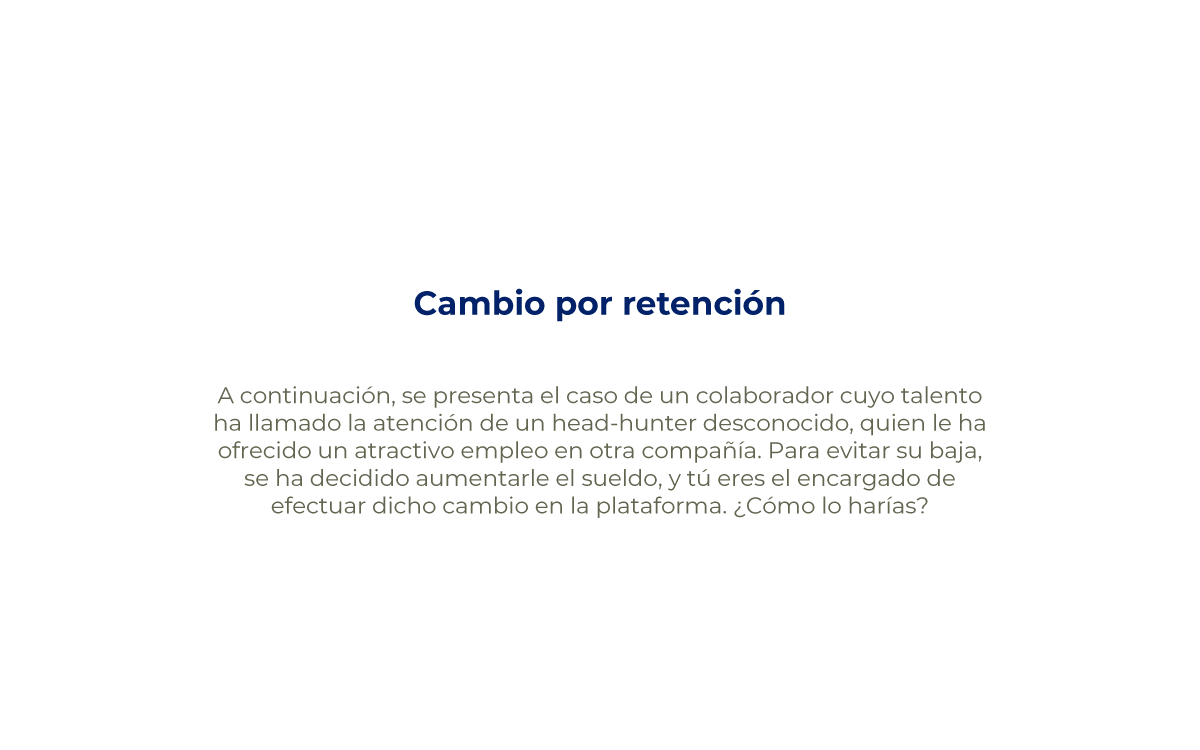 Cambio por retención
A continuación, se presenta el caso de un colaborador cuyo talento
ha llamado la atención de un head-hunter desconocido, quien le ha
ofrecido un atractivo empleo en otra compañía. Para evitar su baja,
se ha decidido aumentarle el sueldo, y tú eres el encargado de
efectuar dicho cambio en la plataforma. ¿Cómo lo harías?